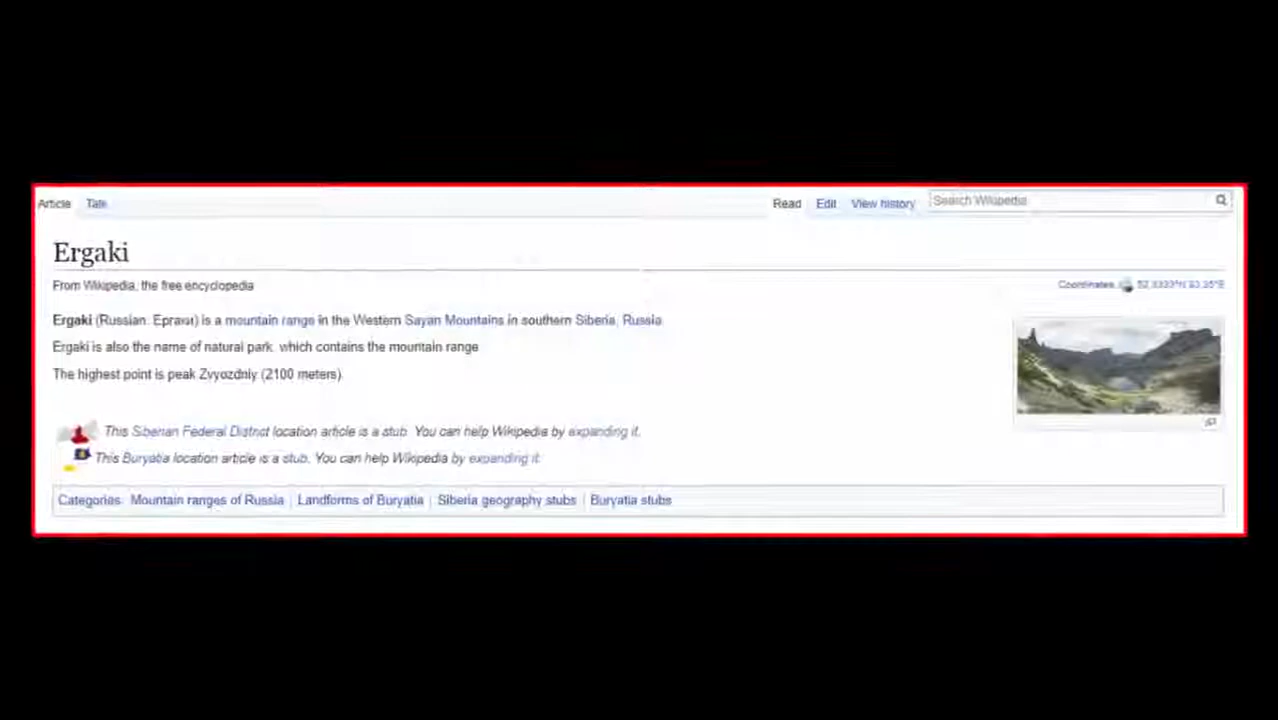 Article Talk Read Edit View history Search Wikipedia
Ergaki
From Wikipedia, the free encyclopedia
Coordinates:
Ergaki (Russian: Ергаки) is a mountain range in the Western Sayan Mountains in southern Siberia, Russia.
Ergaki is also the name of natural park, which contains the mountain range.
The highest point is peak Zvyozdniy (2100 meters).
This Siberian Federal District location article is a stub. You can help Wikipedia by expanding it.
This Buryatia location article is a stub. You can help Wikipedia by expanding it.
Categories: Mountain ranges of Russia | Landforms of Buryatia | Siberia geography stubs | Buryatia stubs